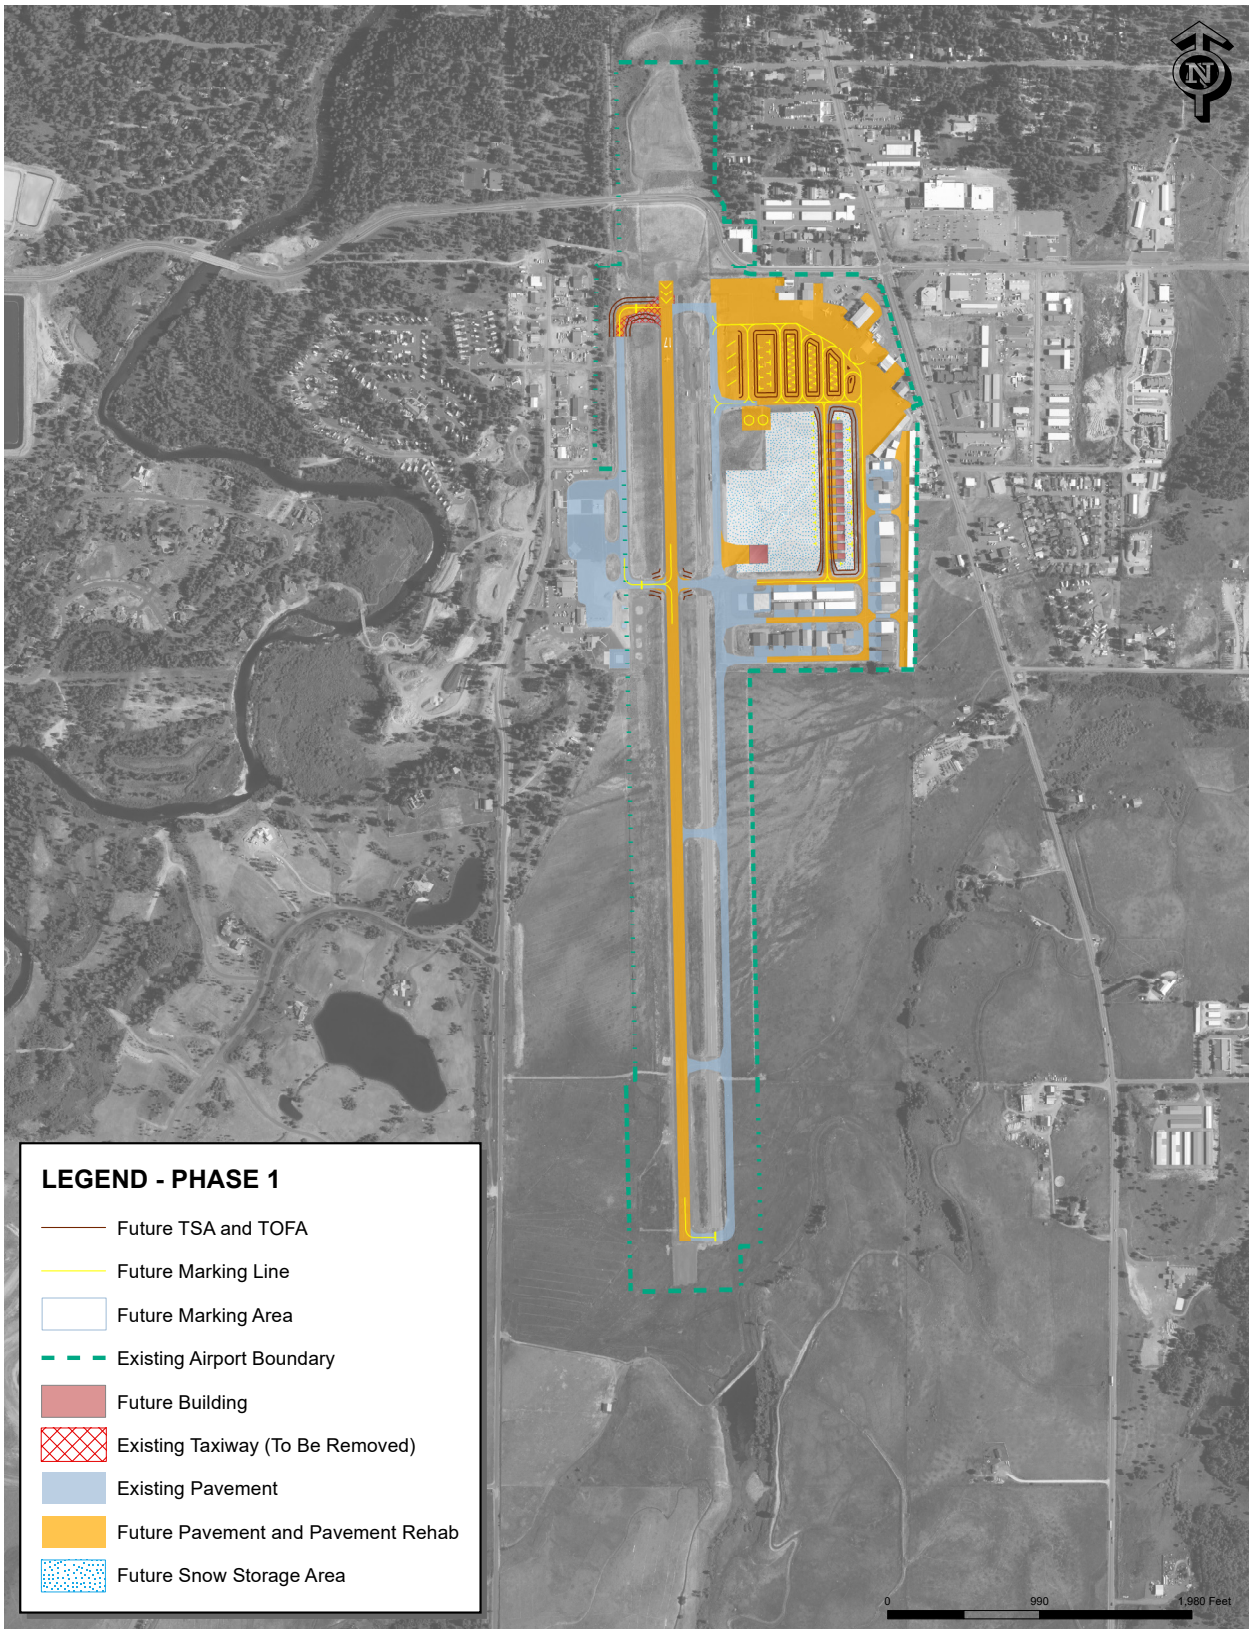 N
LEGEND - PHASE 1
Future TSA and TOFA
Future Marking Line
Future Marking Area
Existing Airport Boundary
Future Building
Existing Taxiway (To Be Removed)
Existing Pavement
Future Pavement and Pavement Rehab
Future Snow Storage Area
0 990 1,980 Feet